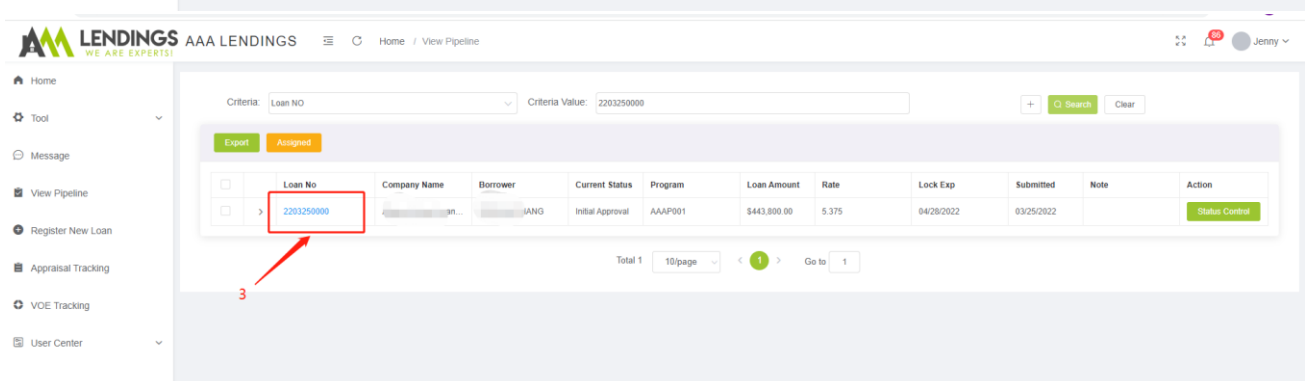 LENDINGS AAA LENDINGS Home / View Pipeline 86 Jenny
WE ARE EXPERTS!
Home
Tool
Message
View Pipeline
Register New Loan
Appraisal Tracking
VOE Tracking
User Center
Criteria: Loan NO Criteria Value: 2203250000 + Search Clear
Export Assigned
Loan No Company Name Borrower Current Status Program Loan Amount Rate Lock Exp Submitted Note Action
2203250000 an... IANG Initial Approval AAAP001 $443,800.00 5.375 04/28/2022 03/25/2022 Status Control
Total 1 10/page < 1 > Go to 1
3